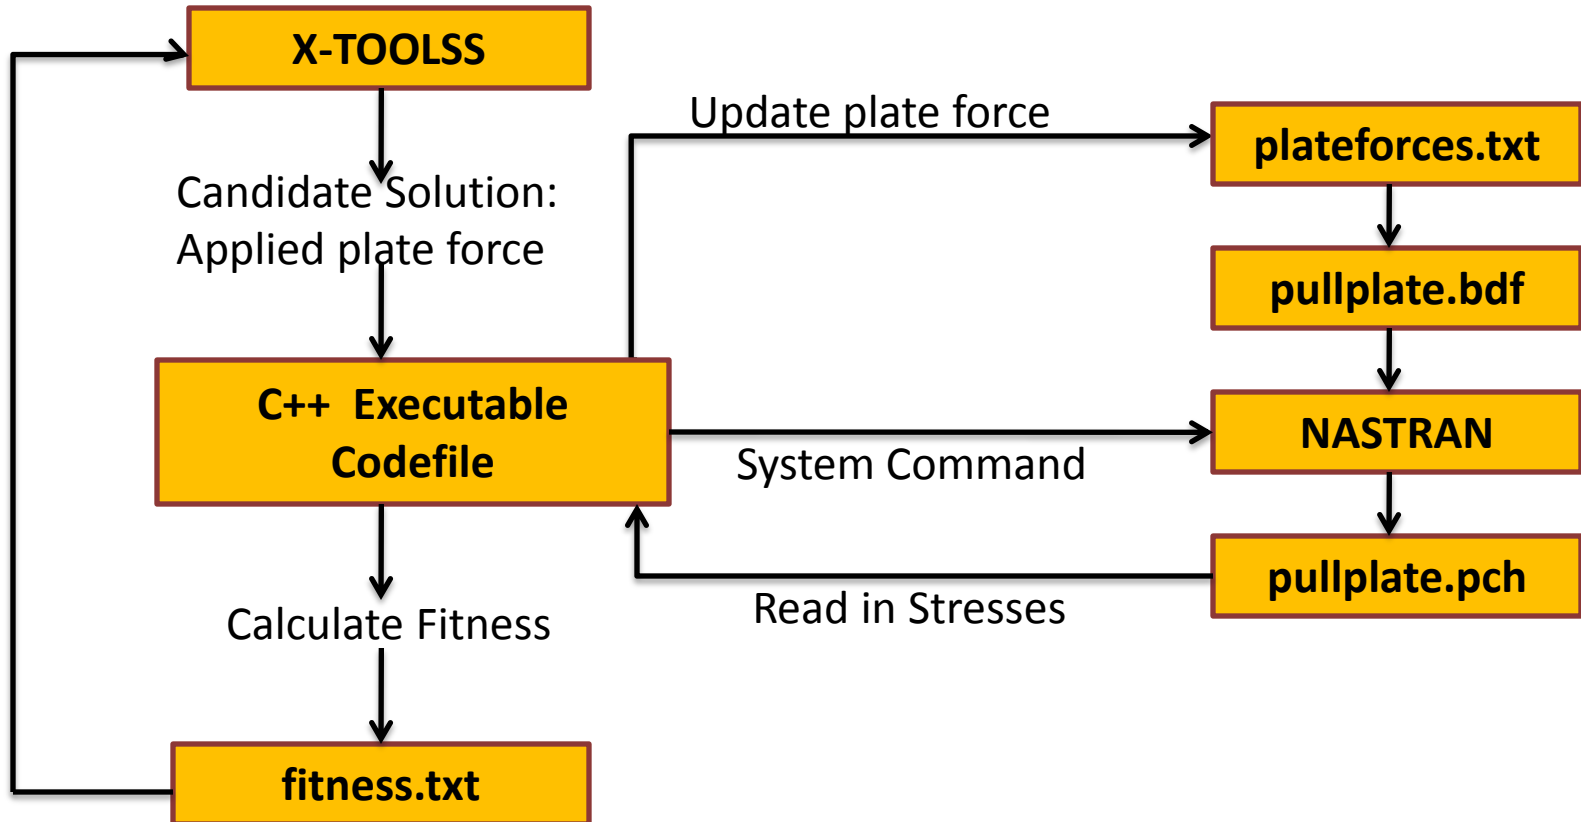 X-TOOLSS
Update plate force
plateforces.txt
Candidate Solution:
Applied plate force
pullplate.bdf
C++ Executable
Codefile
System Command
NASTRAN
Read in Stresses
pullplate.pch
Calculate Fitness
fitness.txt